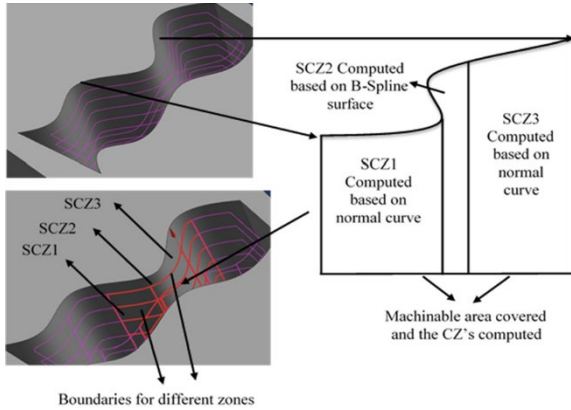 SCZ2 Computed
based on B-Spline
surface
SCZ3
Computed
based on
normal
curve
SCZ1
Computed
based on
normal curve
Machinable area covered
and the CZ's computed
SCZ3
SCZ2
SCZ1
Boundaries for different zones